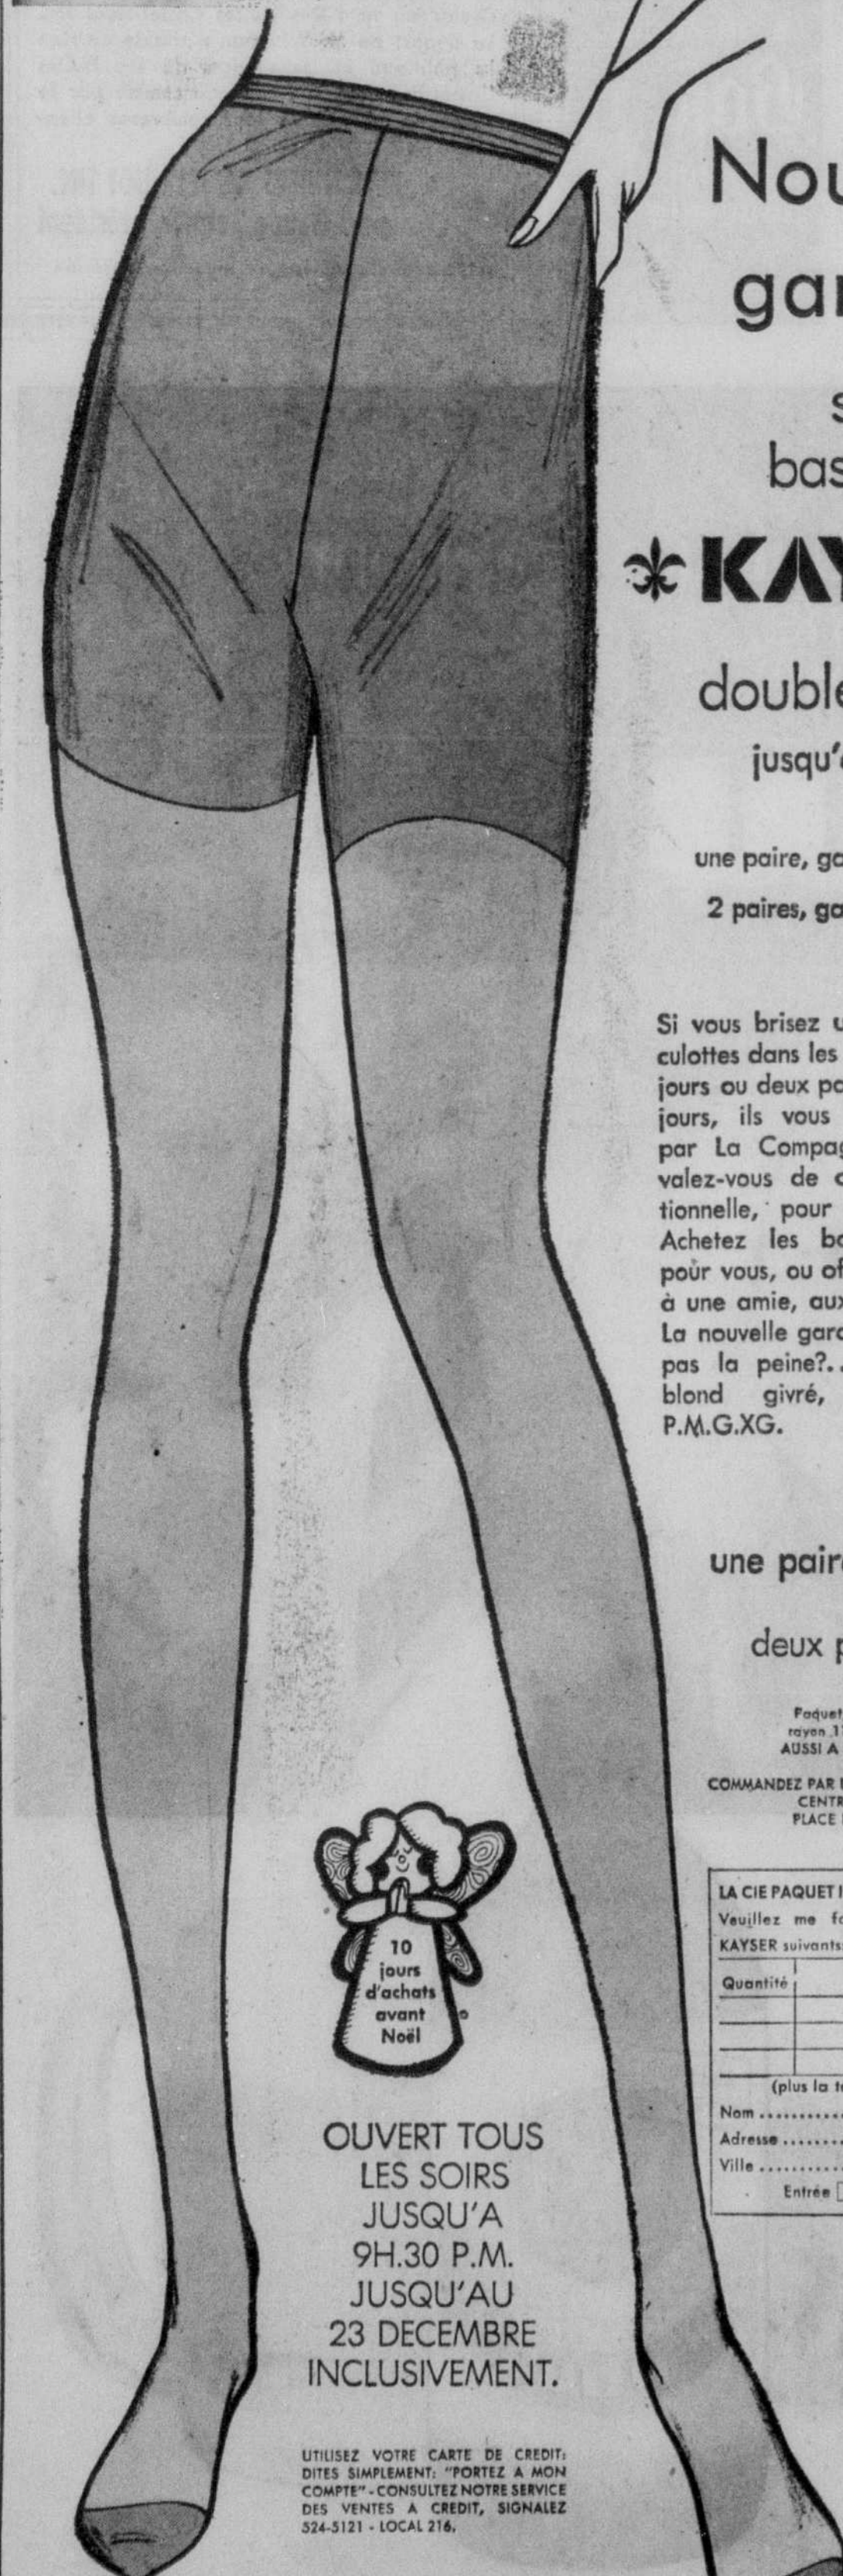 Nou
gar
s
bas
KAY
double
jusqu'
une paire, ga
2 paires, ga
Si vous brisez u
culottes dans les
jours ou deux pa
jours, ils vous
par La Compag
valez-vous de c
tionnelle, pour
Achetez les ba
pour vous, ou of
à une amie, aux
La nouvelle gara
pas la peine?..
blond givré,
P.M.G.XG.
une paire
deux p
Paquet
rayon 11
AUSSI A
COMMANDEZ PAR
CENTR
PLACE
LA CIE PAQUET
Veuillez me fa
KAYSER suivants:
Quantité
(plus la ta
Nom
Adresse
Ville
Entrée
10
jours
d'achats
avant
Noël
OUVERT TOUS
LES SOIRS
JUSQU'A
9H.30 P.M.
JUSQU'AU
23 DECEMBRE
INCLUSIVEMENT.
UTILISEZ VOTRE CARTE DE CREDIT:
DITES SIMPLEMENT: "PORTEZ A MON
COMPTE" - CONSULTEZ NOTRE SERVICE
DES VENTES A CREDIT, SIGNALEZ
524-5121 - LOCAL 216.